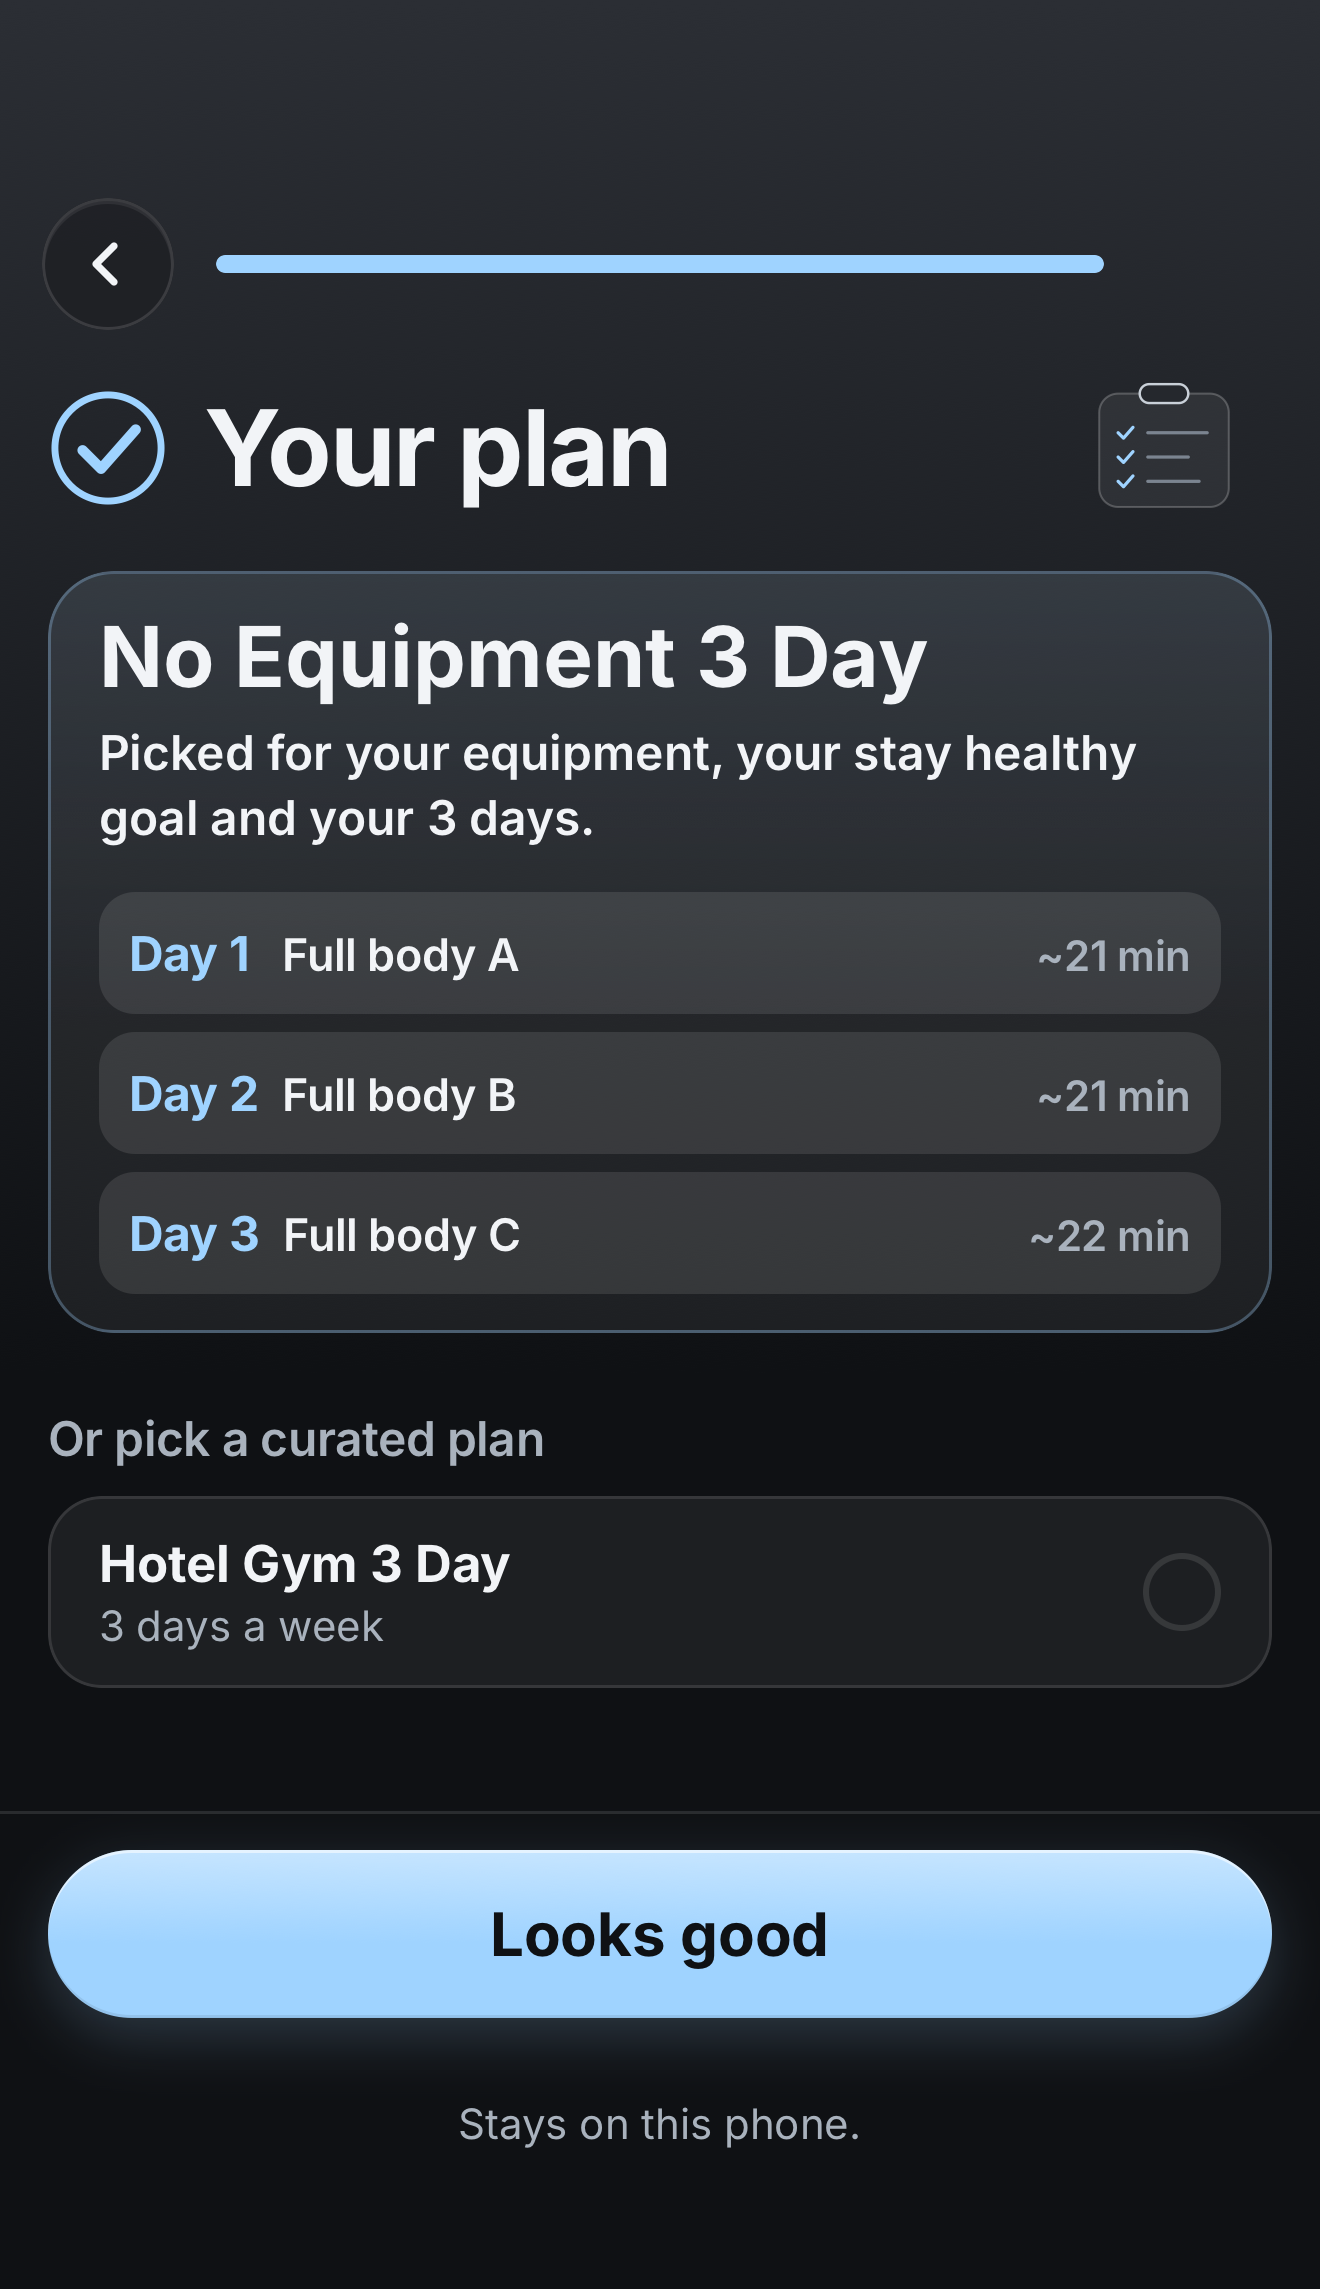 Your plan
No Equipment 3 Day
Picked for your equipment, your stay healthy
goal and your 3 days.
Day 1 Full body A ~21 min
Day 2 Full body B ~21 min
Day 3 Full body C ~22 min
Or pick a curated plan
Hotel Gym 3 Day
3 days a week
Looks good
Stays on this phone.